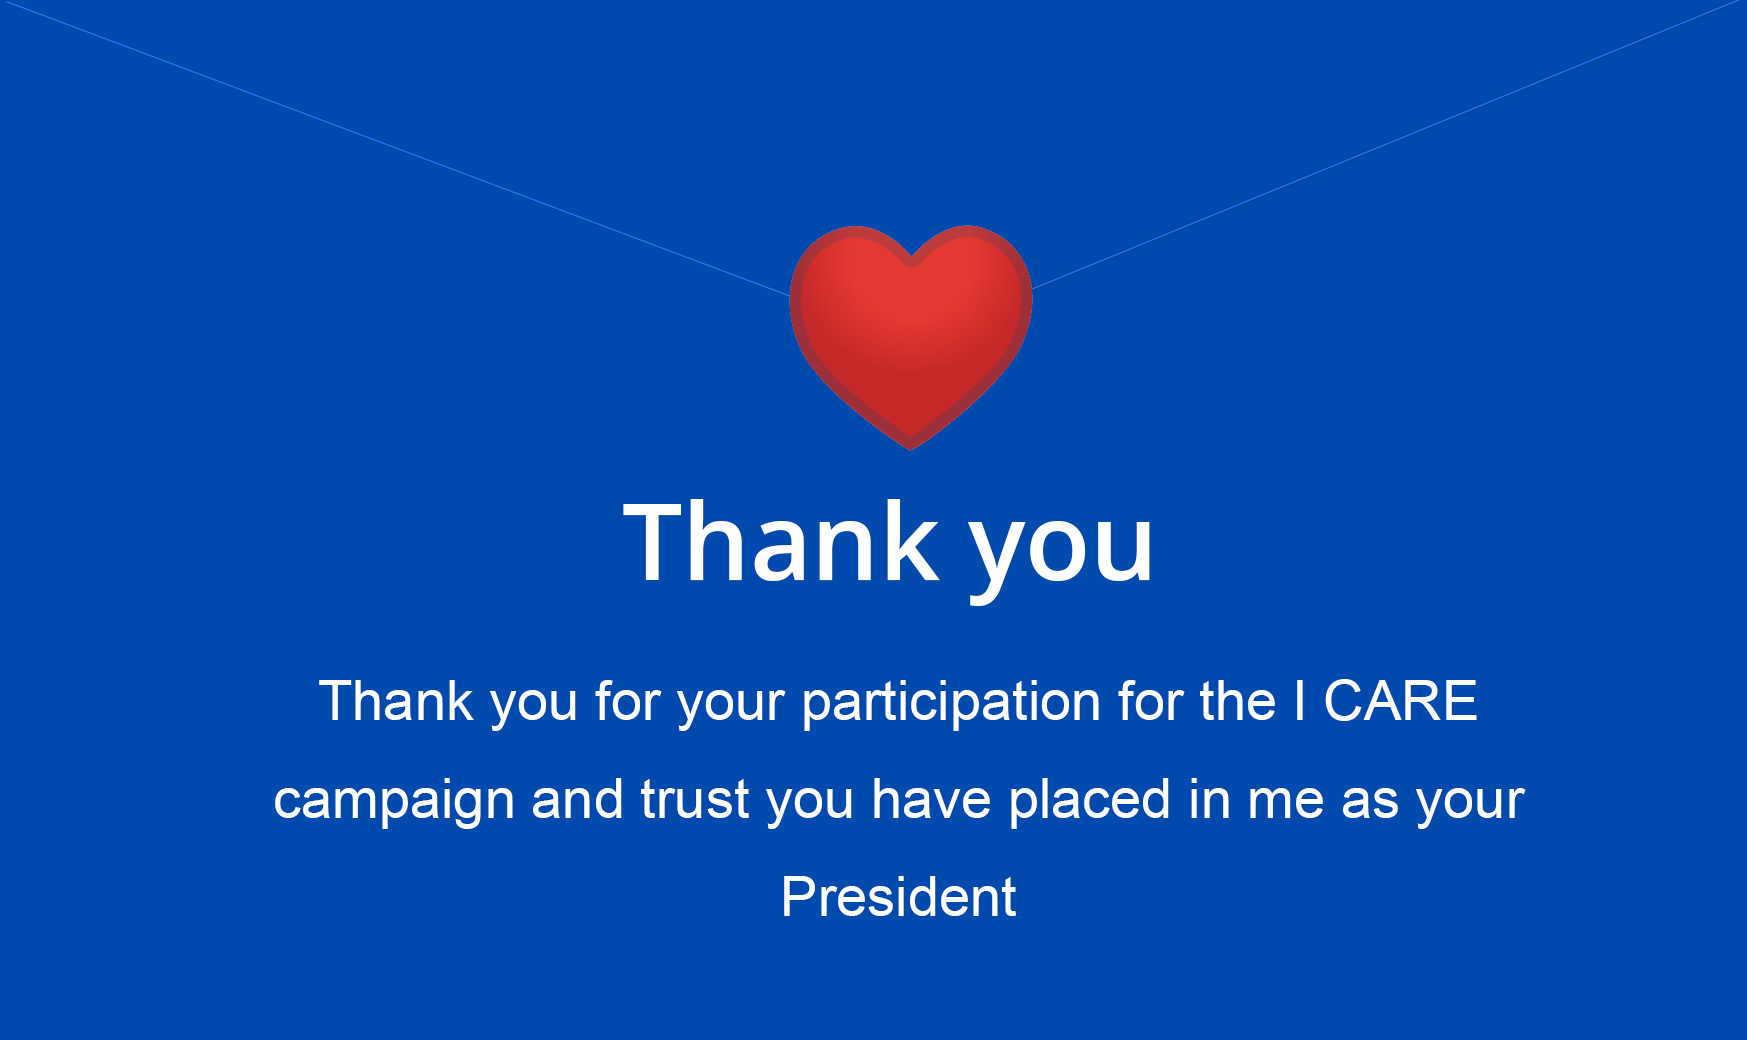 Thank you
Thank you for your participation for the I CARE
campaign and trust you have placed in me as your
President